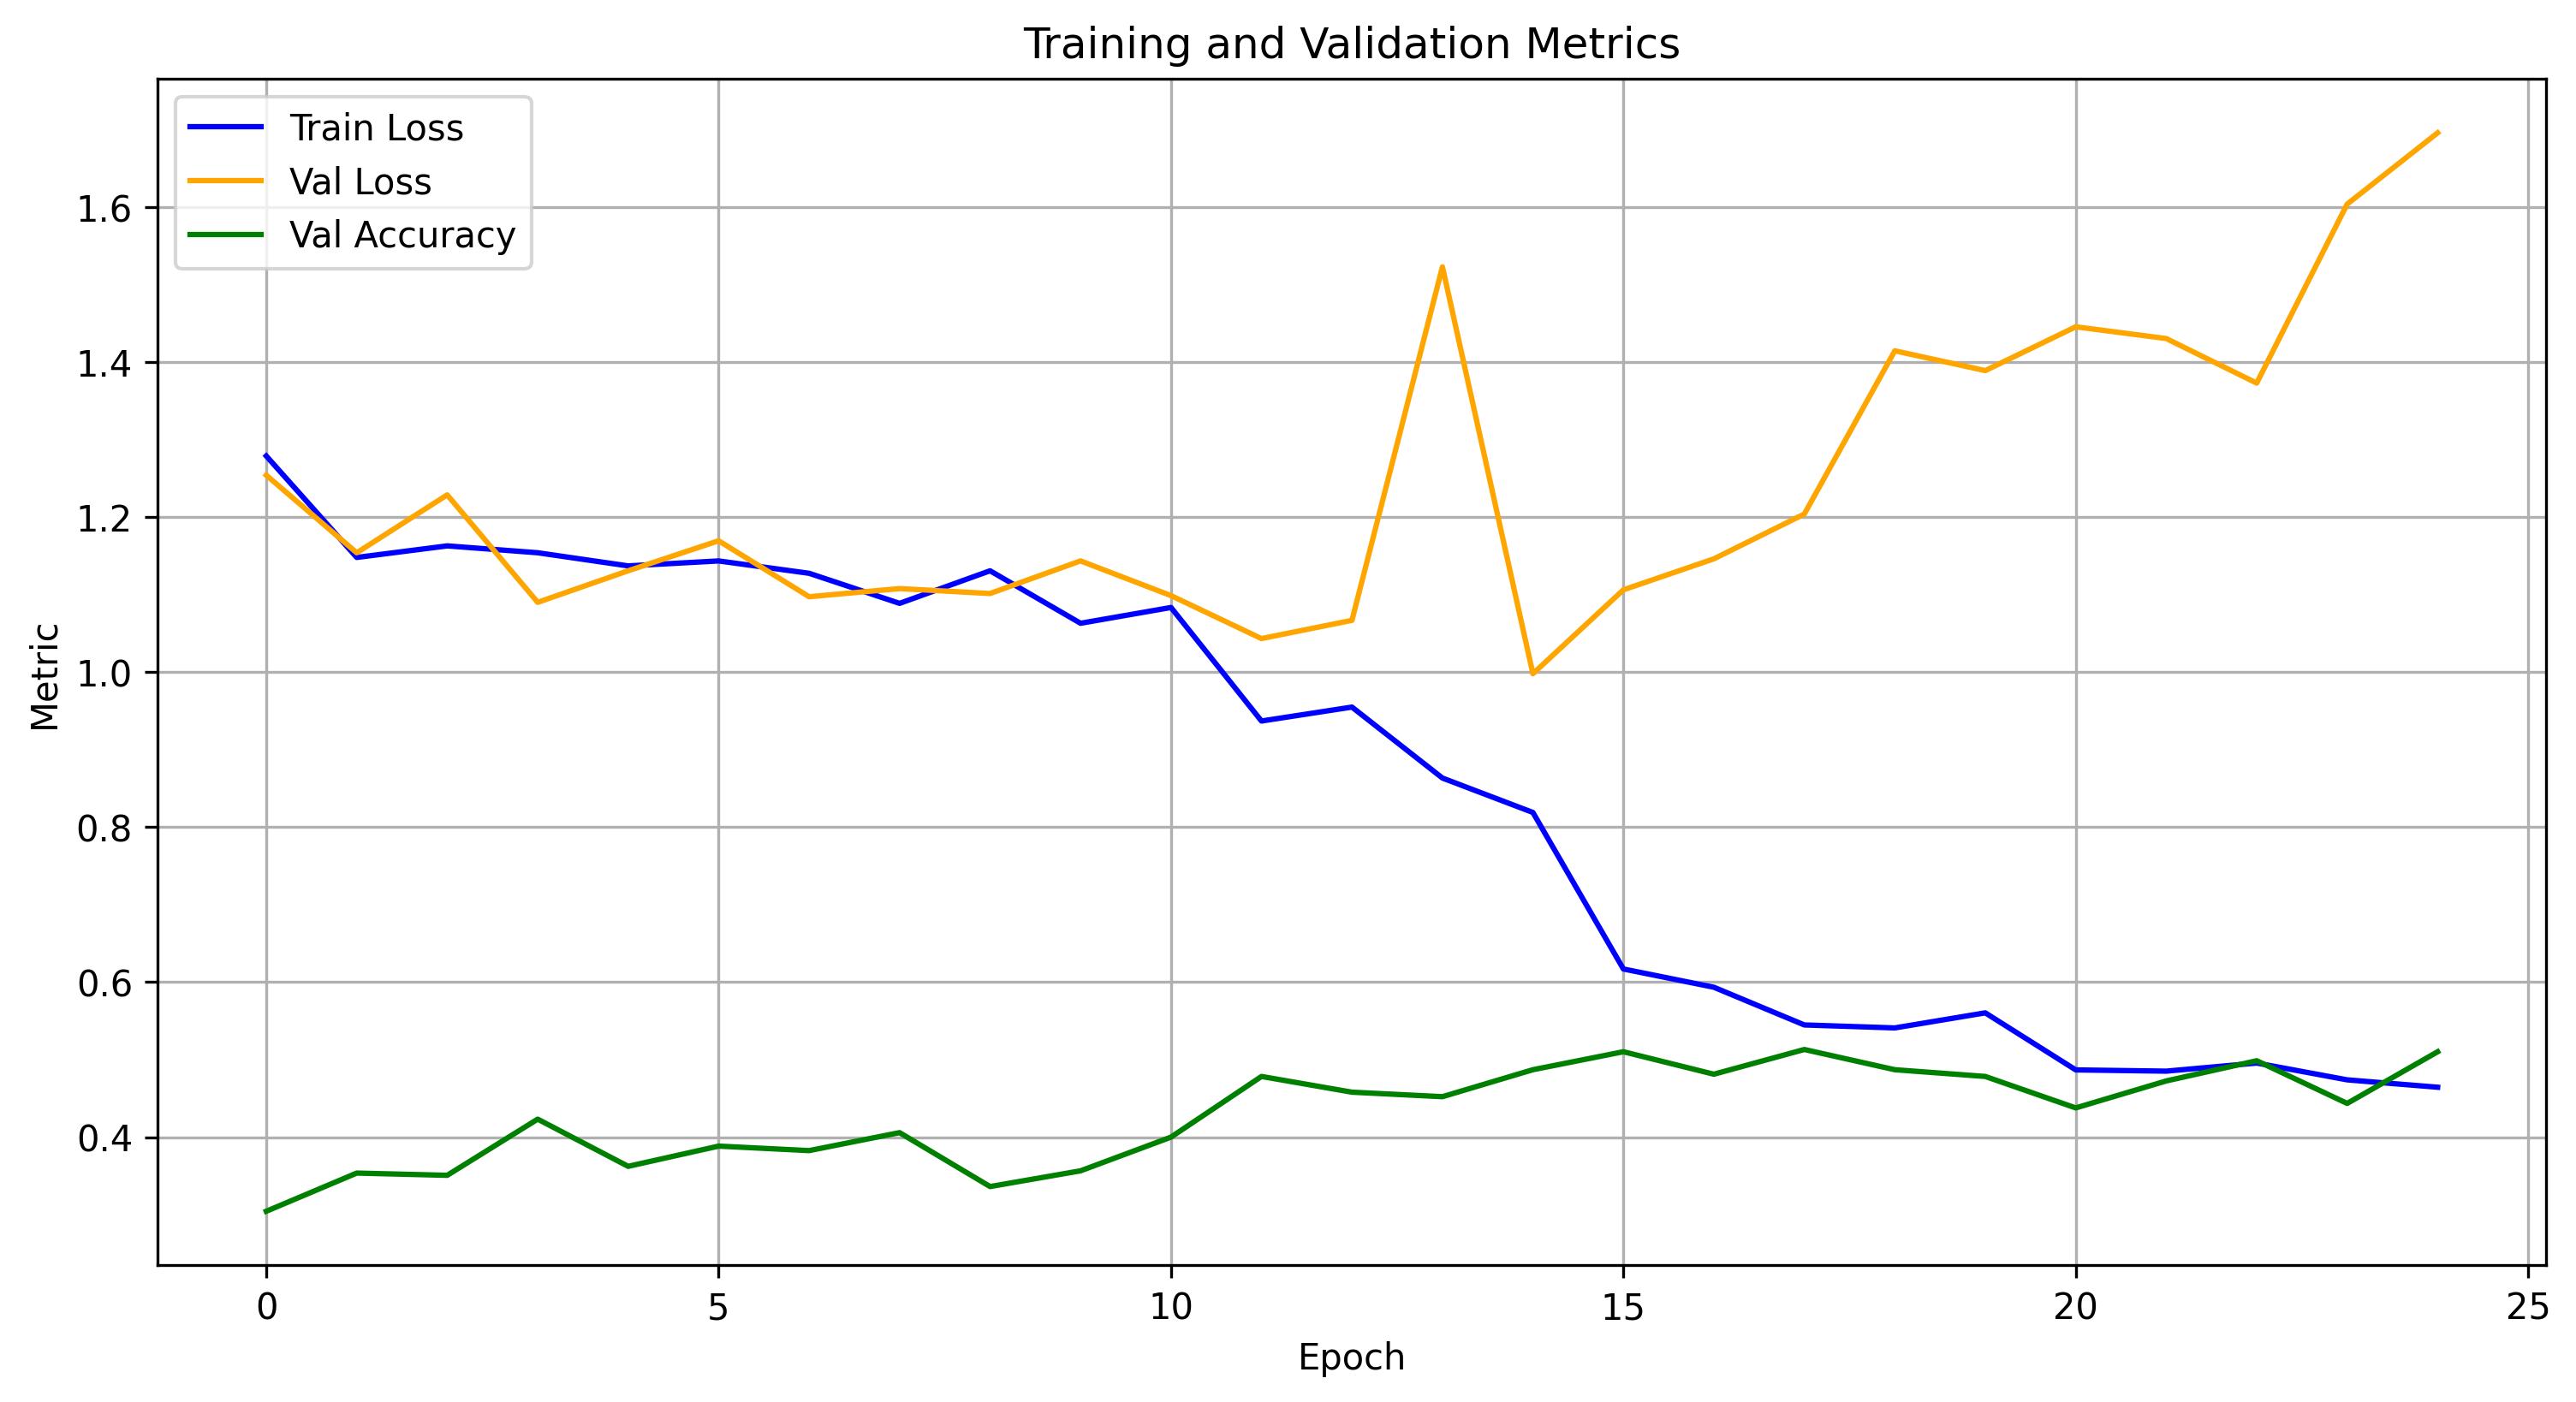 Training and Validation Metrics
Train Loss
Val Loss
Val Accuracy
1.6
1.4
1.2
1.0
0.8
0.6
0.4
Metric
0
5
10
15
20
25
Epoch